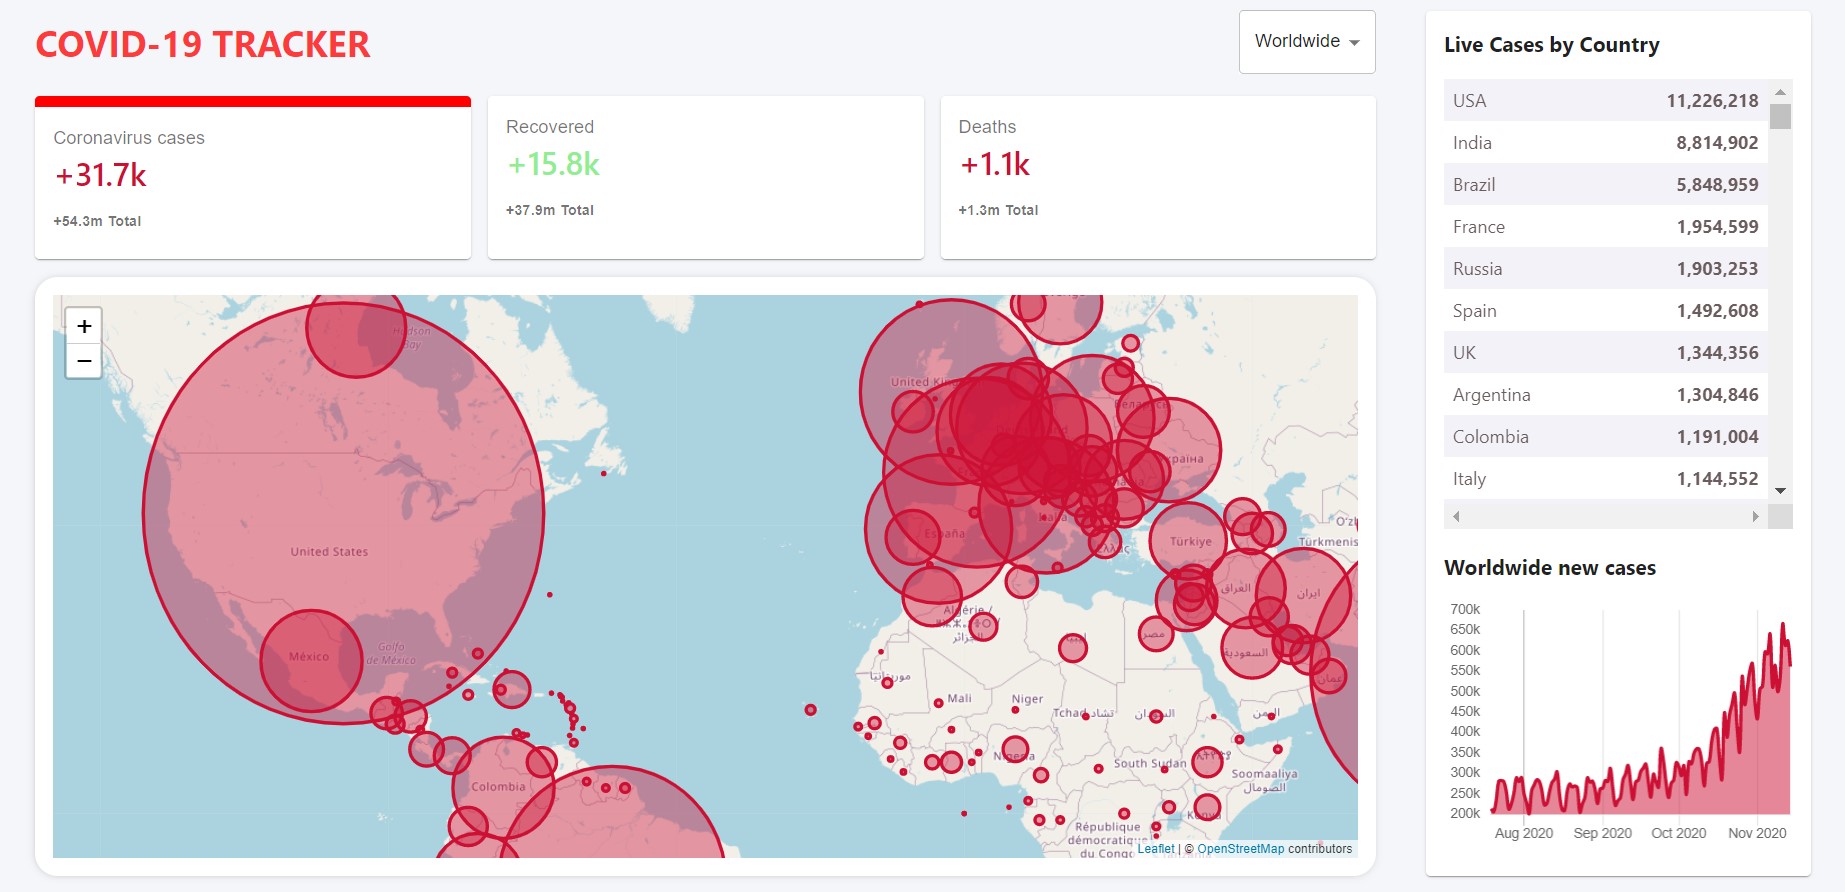 COVID-19 TRACKER
Worldwide
Coronavirus cases
+31.7k
+54.3m Total
Recovered
+15.8k
+37.9m Total
Deaths
+1.1k
+1.3m Total
+
−
Hudson
Bay
United States
Golfo
de México
México
Colombia
España
Italia
Türkiye
Türkmenis
العراق
ایران
السعودية
عمان
مصر
ليبيا
Algérie /
الجزائر
موريتانيا
Mali
Niger
Tchad تشاد
السودان
اليمن
Nigeria
South Sudan
Soomaaliya
الصومال
Kenya
République
démocratique
du Congo
Leaflet | © OpenStreetMap contributors
Live Cases by Country
USA 11,226,218
India 8,814,902
Brazil 5,848,959
France 1,954,599
Russia 1,903,253
Spain 1,492,608
UK 1,344,356
Argentina 1,304,846
Colombia 1,191,004
Italy 1,144,552
Worldwide new cases
700k
650k
600k
550k
500k
450k
400k
350k
300k
250k
200k
Aug 2020 Sep 2020 Oct 2020 Nov 2020